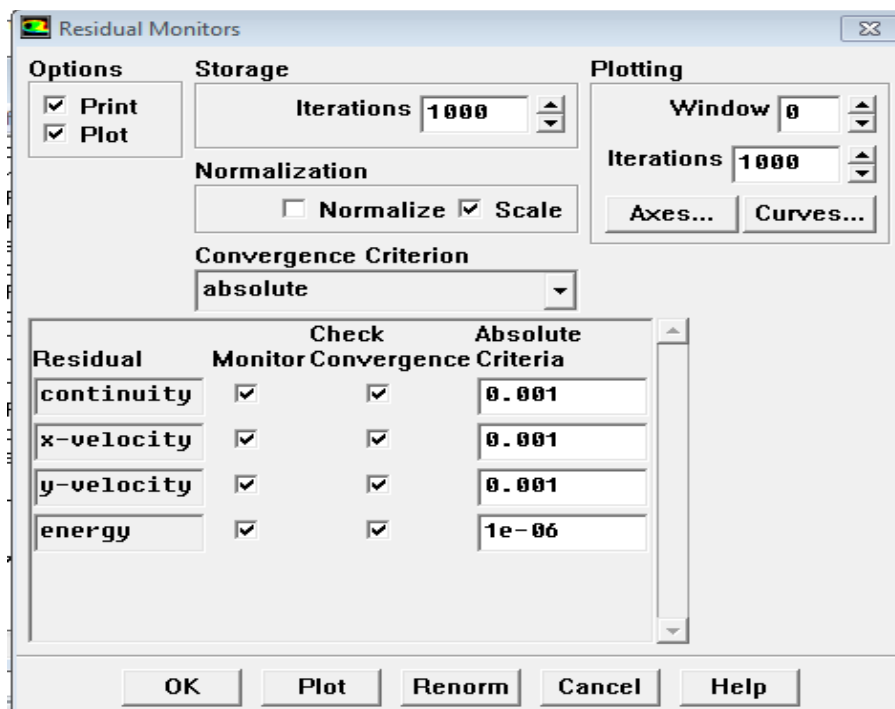 Residual Monitors
Options
Print
Plot
Storage
Iterations 1000
Normalization
Normalize Scale
Convergence Criterion
absolute
Plotting
Window 0
Iterations 1000
Axes... Curves...
Check Absolute
Residual Monitor Convergence Criteria
continuity 0.001
x-velocity 0.001
y-velocity 0.001
energy 1e-06
OK Plot Renorm Cancel Help